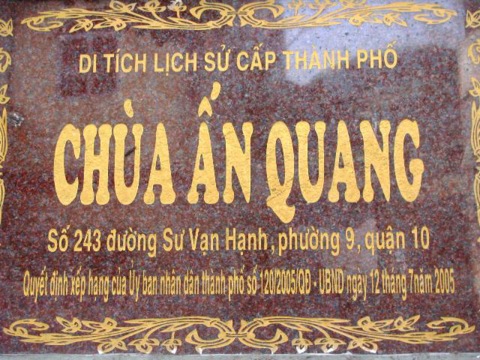 DI TÍCH LỊCH SỬ CẤP THÀNH PHỐ
CHÙA ẤN QUANG
Số 243 đường Sư Vạn Hạnh, phường 9, quận 10
Quyết định xếp hạng của Ủy ban nhân dân thành phố số 120/2005/QĐ - UBND ngày 12 tháng 7 năm 2005